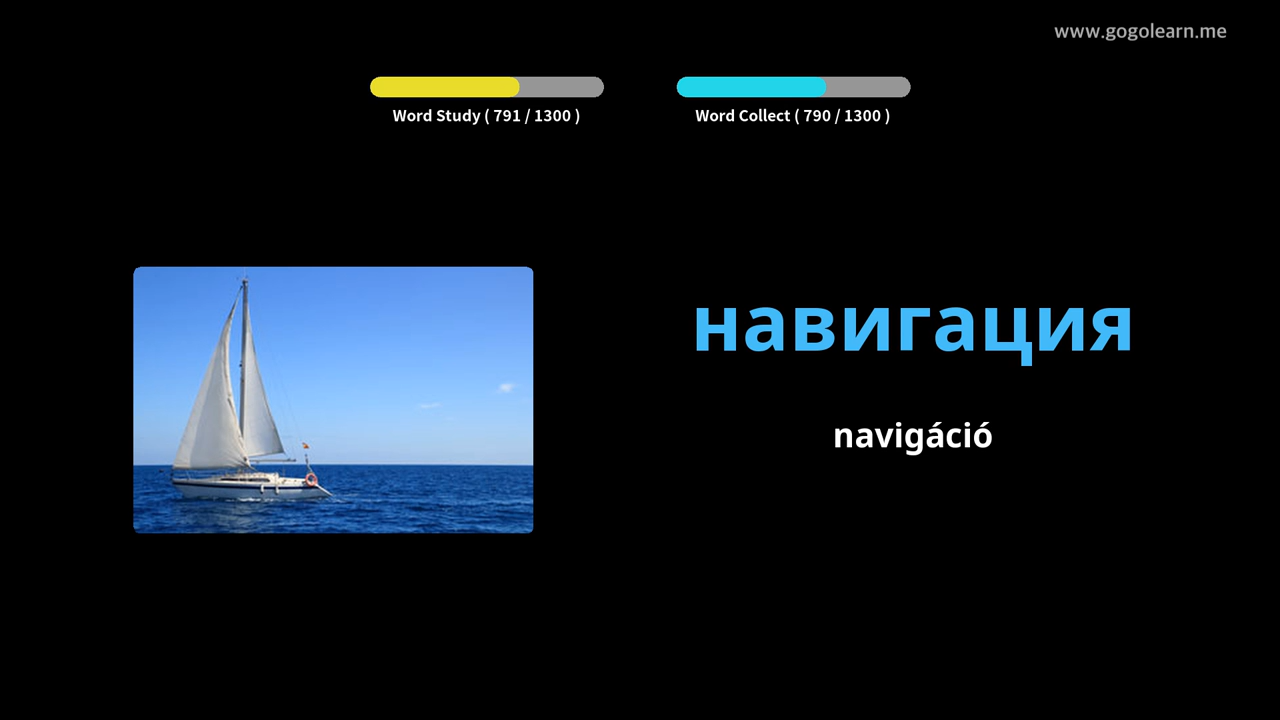 www.gogolearn.me
Word Study ( 791 / 1300 )
Word Collect ( 790 / 1300 )
навигация
navigáció